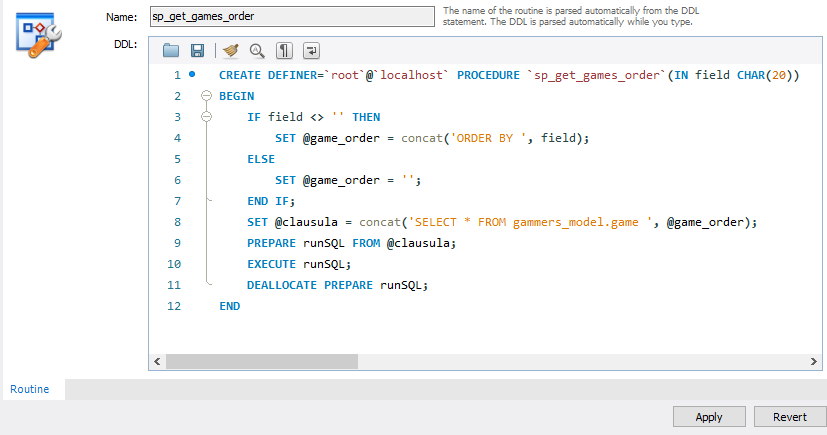 Name:
sp_get_games_order
The name of the routine is parsed automatically from the DDL
statement. The DDL is parsed automatically while you type.
DDL:
1 CREATE DEFINER=`root`@`localhost` PROCEDURE `sp_get_games_order`(IN field CHAR(20))
2 BEGIN
3 IF field <> '' THEN
4 SET @game_order = concat('ORDER BY ', field);
5 ELSE
6 SET @game_order = '';
7 END IF;
8 SET @clausula = concat('SELECT * FROM gammers_model.game ', @game_order);
9 PREPARE runSQL FROM @clausula;
10 EXECUTE runSQL;
11 DEALLOCATE PREPARE runSQL;
12 END
Routine
Apply
Revert